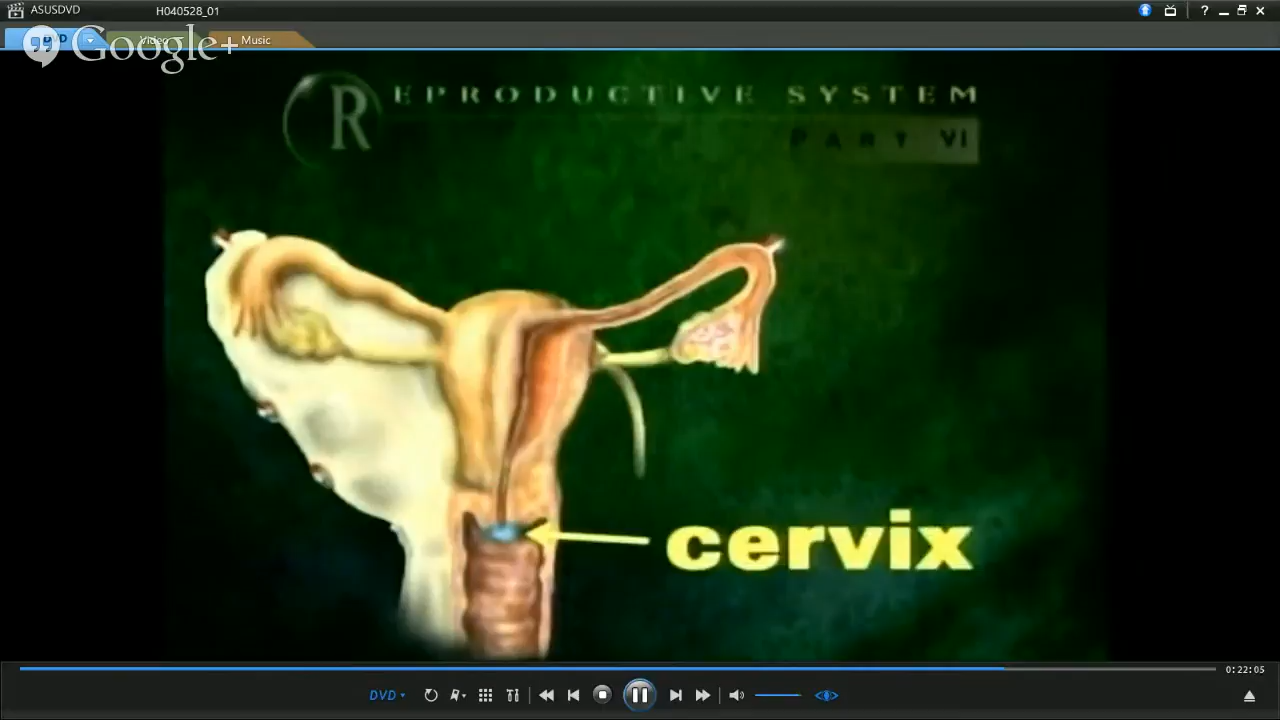 ASUSDVD H040528_01
Video Music
Google+
REPRODUCTIVE SYSTEM
PART VI
cervix
0:22:05
DVD